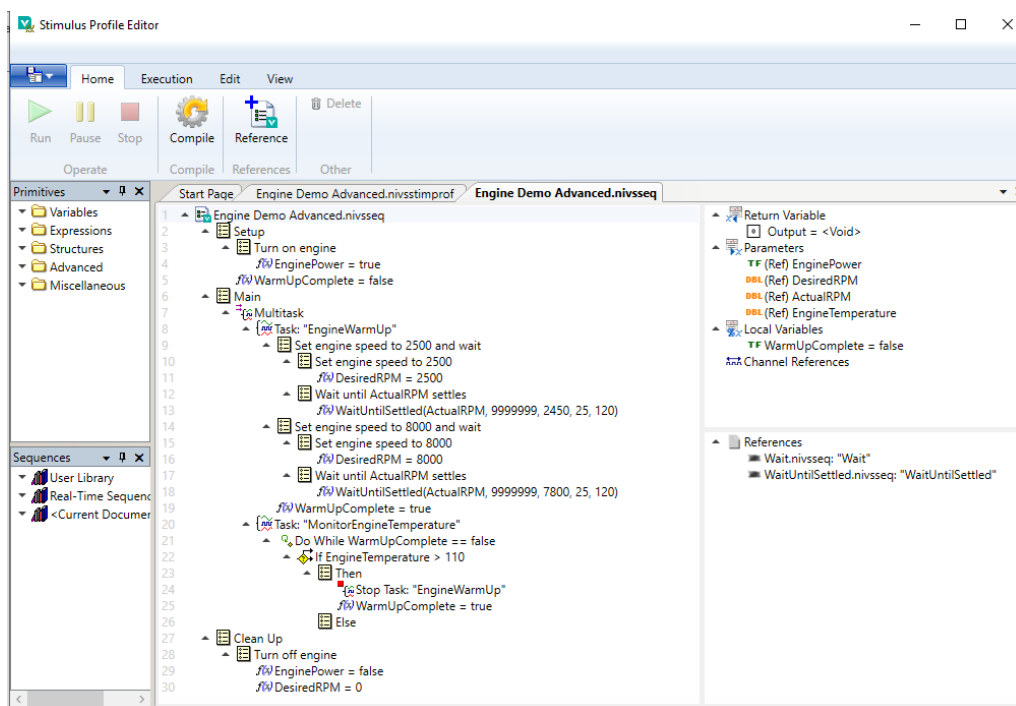 Stimulus Profile Editor
Home Execution Edit View
Run Pause Stop Compile Reference Delete
Operate Compile References Other
Primitives
Variables
Expressions
Structures
Advanced
Miscellaneous
Sequences
User Library
Real-Time Sequenc
<Current Documer
Start Page Engine Demo Advanced.nivsstimprof Engine Demo Advanced.nivsseq
1 Engine Demo Advanced.nivsseq
2 Setup
3 Turn on engine
4 f(x) EnginePower = true
5 f(x) WarmUpComplete = false
6 Main
7 Multitask
8 Task: "EngineWarmUp"
9 Set engine speed to 2500 and wait
10 Set engine speed to 2500
11 f(x) DesiredRPM = 2500
12 Wait until ActualRPM settles
13 f(x) WaitUntilSettled(ActualRPM, 9999999, 2450, 25, 120)
14 Set engine speed to 8000 and wait
15 Set engine speed to 8000
16 f(x) DesiredRPM = 8000
17 Wait until ActualRPM settles
18 f(x) WaitUntilSettled(ActualRPM, 9999999, 7800, 25, 120)
19 f(x) WarmUpComplete = true
20 Task: "MonitorEngineTemperature"
21 Do While WarmUpComplete == false
22 If EngineTemperature > 110
23 Then
24 Stop Task: "EngineWarmUp"
25 f(x) WarmUpComplete = true
26 Else
27 Clean Up
28 Turn off engine
29 f(x) EnginePower = false
30 f(x) DesiredRPM = 0
Return Variable
Output = <Void>
Parameters
TF (Ref) EnginePower
DBL (Ref) DesiredRPM
DBL (Ref) ActualRPM
DBL (Ref) EngineTemperature
Local Variables
TF WarmUpComplete = false
Channel References
References
Wait.nivsseq: "Wait"
WaitUntilSettled.nivsseq: "WaitUntilSettled"